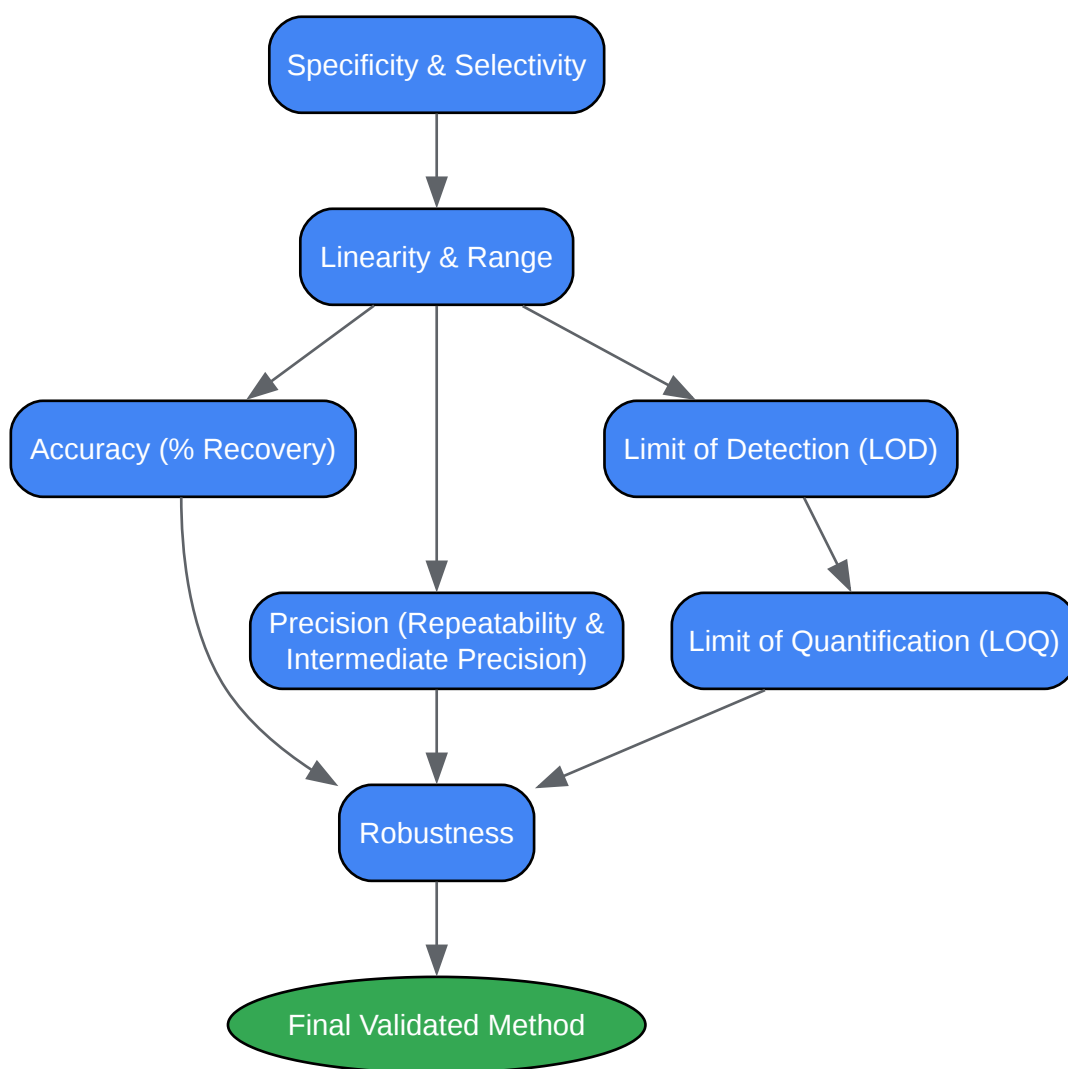 Specificity & Selectivity
Linearity & Range
Accuracy (% Recovery)
Limit of Detection (LOD)
Precision (Repeatability &
Intermediate Precision)
Limit of Quantification (LOQ)
Robustness
Final Validated Method